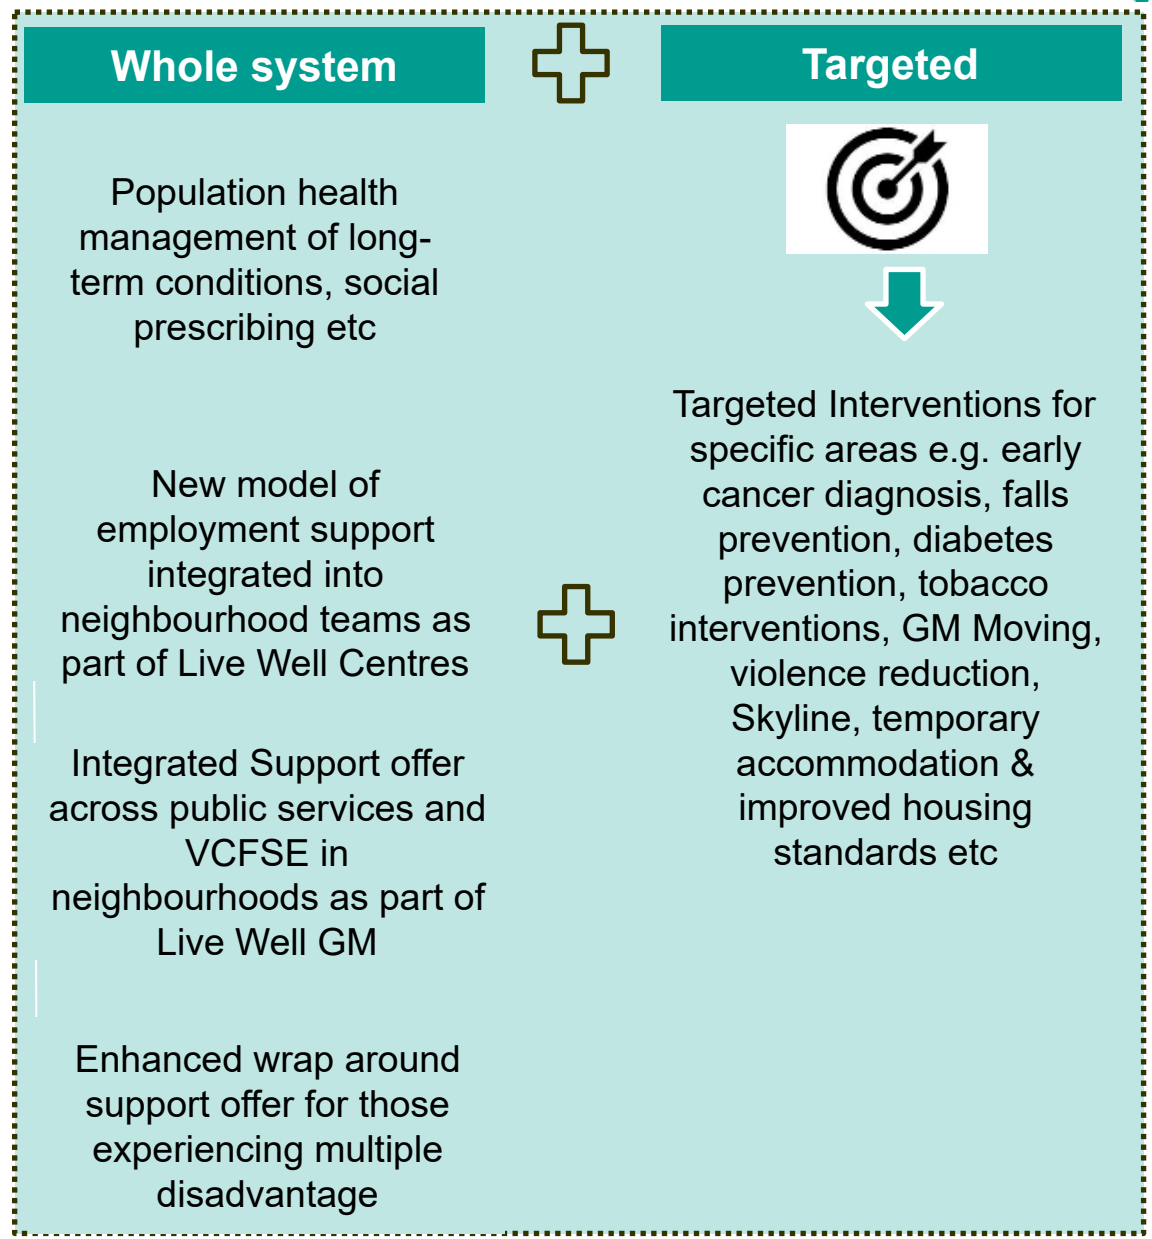 Whole system
Population health
management of long-
term conditions, social
prescribing etc
New model of
employment support
integrated into
neighbourhood teams as
part of Live Well Centres
Integrated Support offer
across public services and
VCFSE in
neighbourhoods as part of
Live Well GM
Enhanced wrap around
support offer for those
experiencing multiple
disadvantage
Targeted
Targeted Interventions for
specific areas e.g. early
cancer diagnosis, falls
prevention, diabetes
prevention, tobacco
interventions, GM Moving,
violence reduction,
Skyline, temporary
accommodation &
improved housing
standards etc